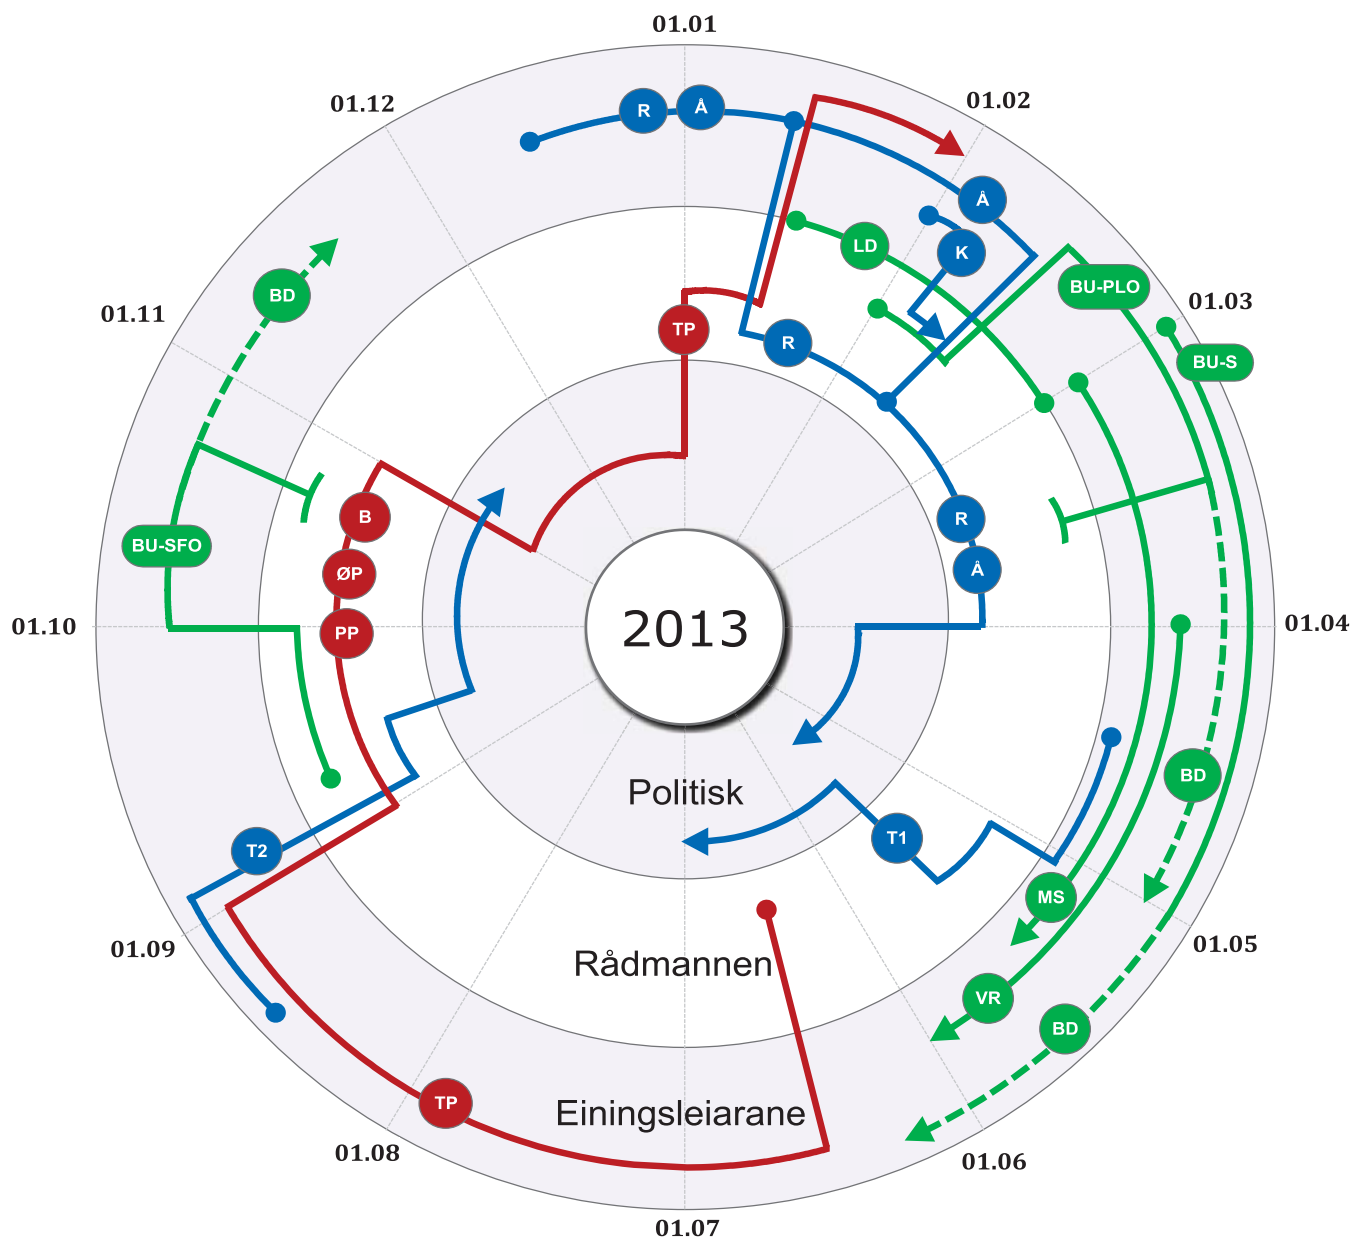 01.01
01.12
01.02
R
Å
Å
LD
K
BD
BU-PLO
01.03
01.11
TP
R
BU-S
B
R
BU-SFO
ØP
Å
01.10
PP
2013
01.04
BD
Politisk
T2
T1
MS
01.09
Rådmannen
VR
01.05
BD
TP
Einingsleiarane
01.08
01.06
01.07